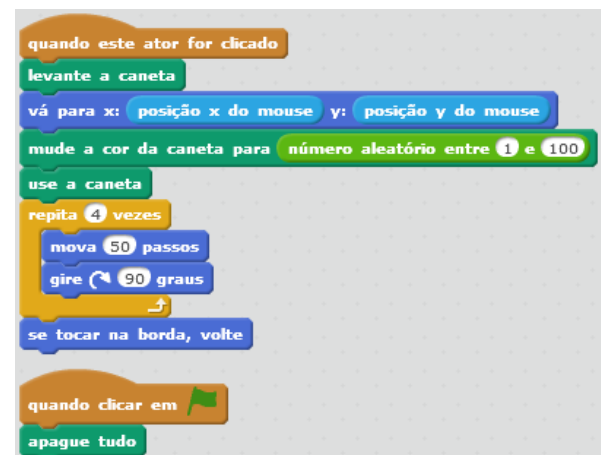 quando este ator for clicado
levante a caneta
vá para x: posição x do mouse y: posição y do mouse
mude a cor da caneta para número aleatório entre 1 e 100
use a caneta
repita 4 vezes
mova 50 passos
gire 90 graus
se tocar na borda, volte
quando clicar em
apague tudo